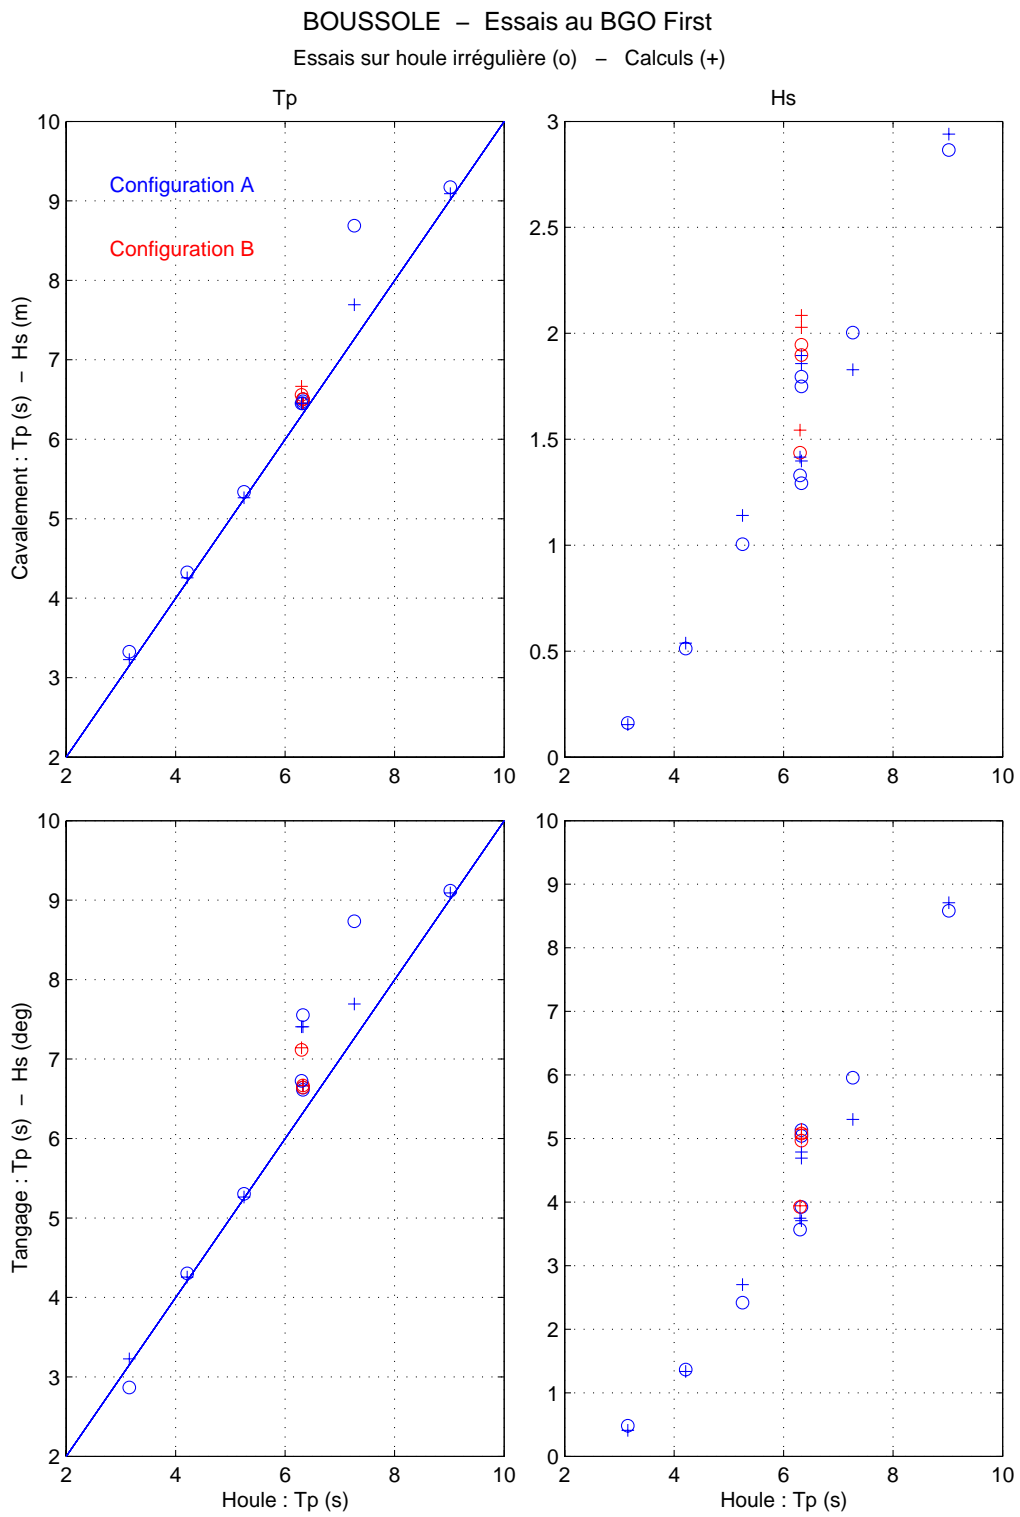 BOUSSOLE – Essais au BGO First
Essais sur houle irrégulière (o) – Calculs (+)
Tp
Hs
Cavalement : Tp (s) – Hs (m)
10
9
8
7
6
5
4
3
2
Configuration A
Configuration B
2 4 6 8 10
3
2.5
2
1.5
1
0.5
0
2 4 6 8 10
Tangage : Tp (s) – Hs (deg)
10
9
8
7
6
5
4
3
2
2 4 6 8 10
Houle : Tp (s)
10
9
8
7
6
5
4
3
2
1
0
2 4 6 8 10
Houle : Tp (s)